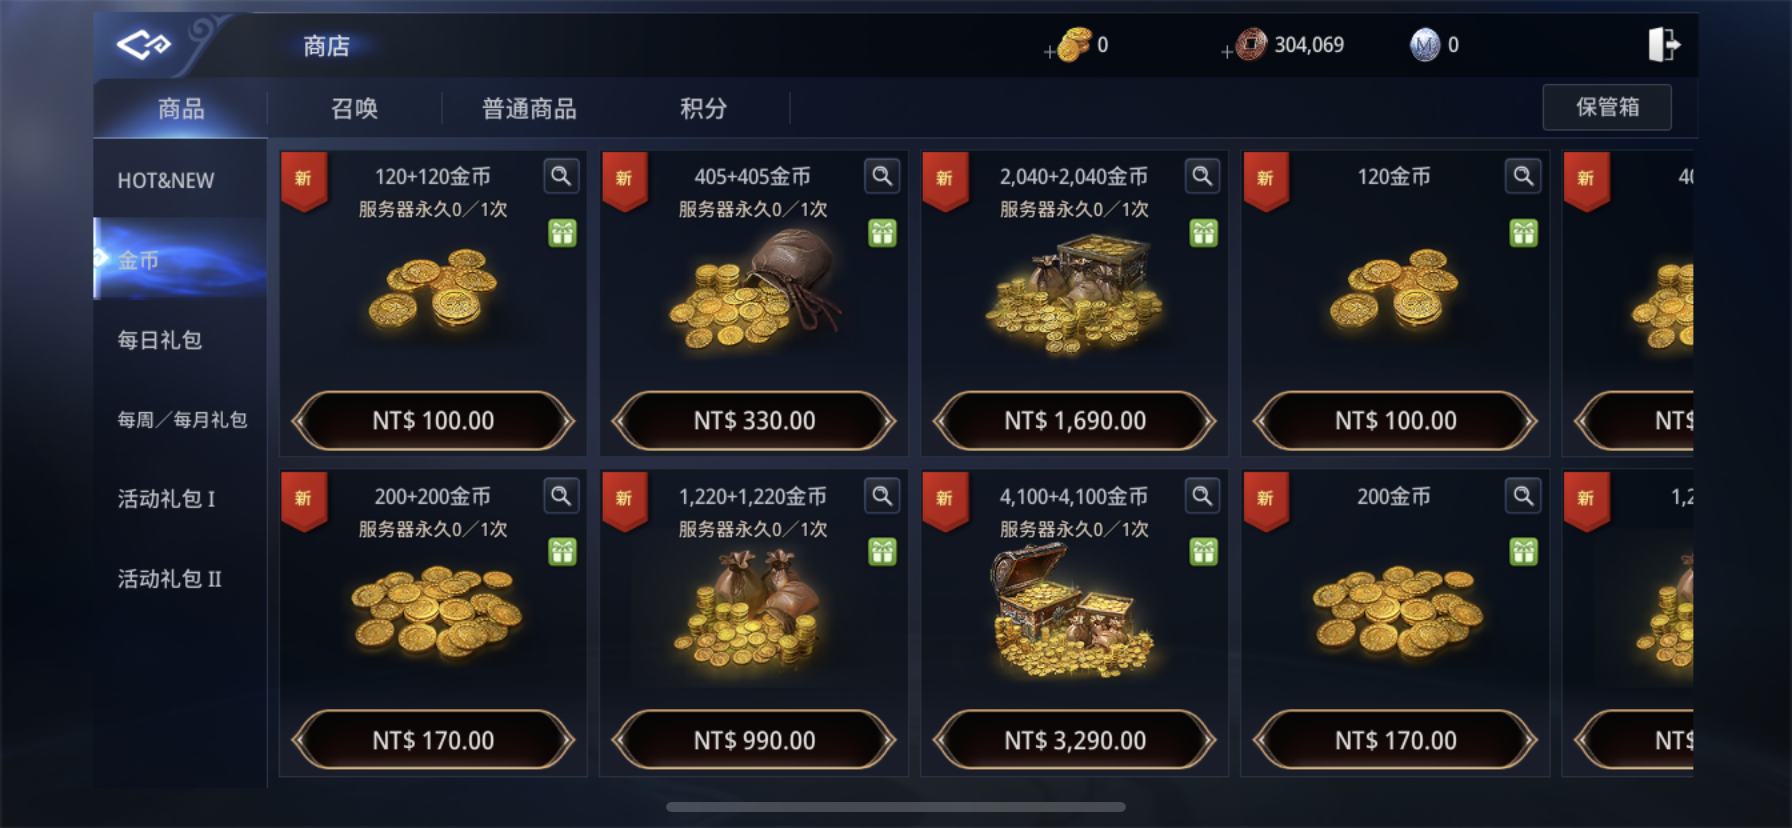 商店
0
304,069
0
商品
召唤
普通商品
积分
保管箱
HOT&NEW
金币
每日礼包
每周／每月礼包
活动礼包 I
活动礼包 II
新
120+120金币
服务器永久0／1次
NT$ 100.00
新
405+405金币
服务器永久0／1次
NT$ 330.00
新
2,040+2,040金币
服务器永久0／1次
NT$ 1,690.00
新
120金币
NT$ 100.00
新
NT$
新
200+200金币
服务器永久0／1次
NT$ 170.00
新
1,220+1,220金币
服务器永久0／1次
NT$ 990.00
新
4,100+4,100金币
服务器永久0／1次
NT$ 3,290.00
新
200金币
NT$ 170.00
新
1,2
NT$